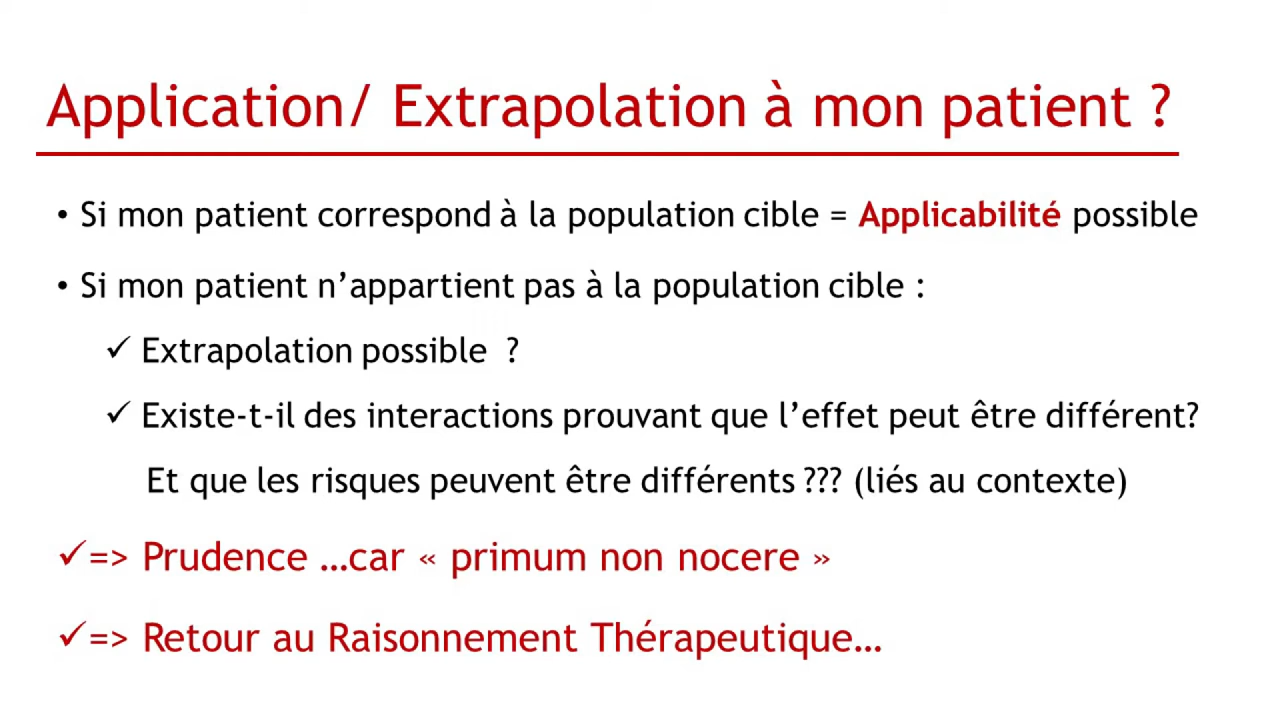 Application/ Extrapolation à mon patient ?
• Si mon patient correspond à la population cible = Applicabilité possible
• Si mon patient n’appartient pas à la population cible :
✓ Extrapolation possible ?
✓ Existe-t-il des interactions prouvant que l’effet peut être différent?
Et que les risques peuvent être différents ??? (liés au contexte)
✓=> Prudence …car « primum non nocere »
✓=> Retour au Raisonnement Thérapeutique…